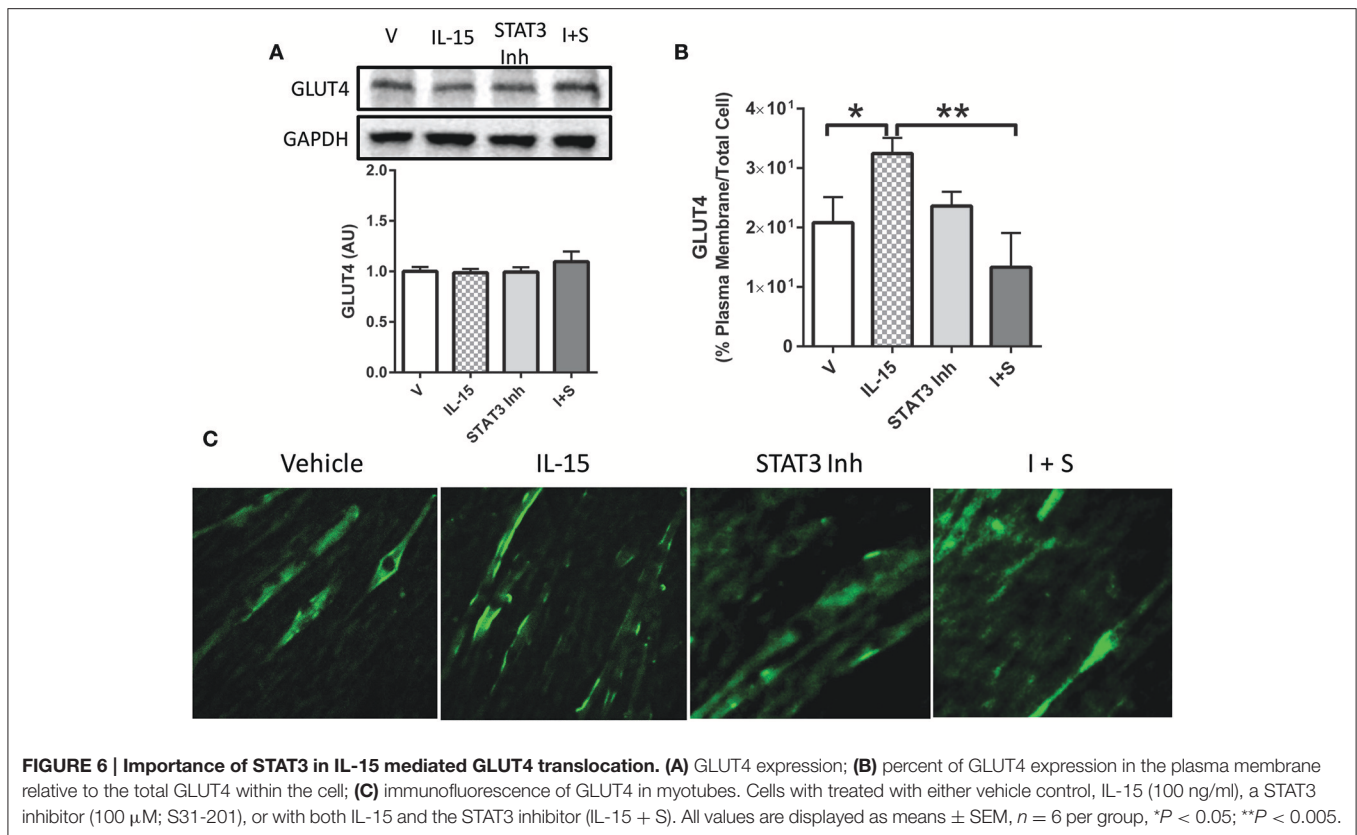 A
V IL-15 STAT3 Inh I+S
GLUT4
GAPDH
GLUT4 (AU)
2.0
1.5
1.0
0.5
0.0
V
IL-15
STAT3 Inh
I+S
B
GLUT4
(% Plasma Membrane/Total Cell)
4×10¹
3×10¹
2×10¹
1×10¹
0
*
**
V
IL-15
STAT3 Inh
I+S
C
Vehicle IL-15 STAT3 Inh I + S
FIGURE 6 | Importance of STAT3 in IL-15 mediated GLUT4 translocation. (A) GLUT4 expression; (B) percent of GLUT4 expression in the plasma membrane
relative to the total GLUT4 within the cell; (C) immunofluorescence of GLUT4 in myotubes. Cells with treated with either vehicle control, IL-15 (100 ng/ml), a STAT3
inhibitor (100 μM; S31-201), or with both IL-15 and the STAT3 inhibitor (IL-15 + S). All values are displayed as means ± SEM, n = 6 per group, *P < 0.05; **P < 0.005.